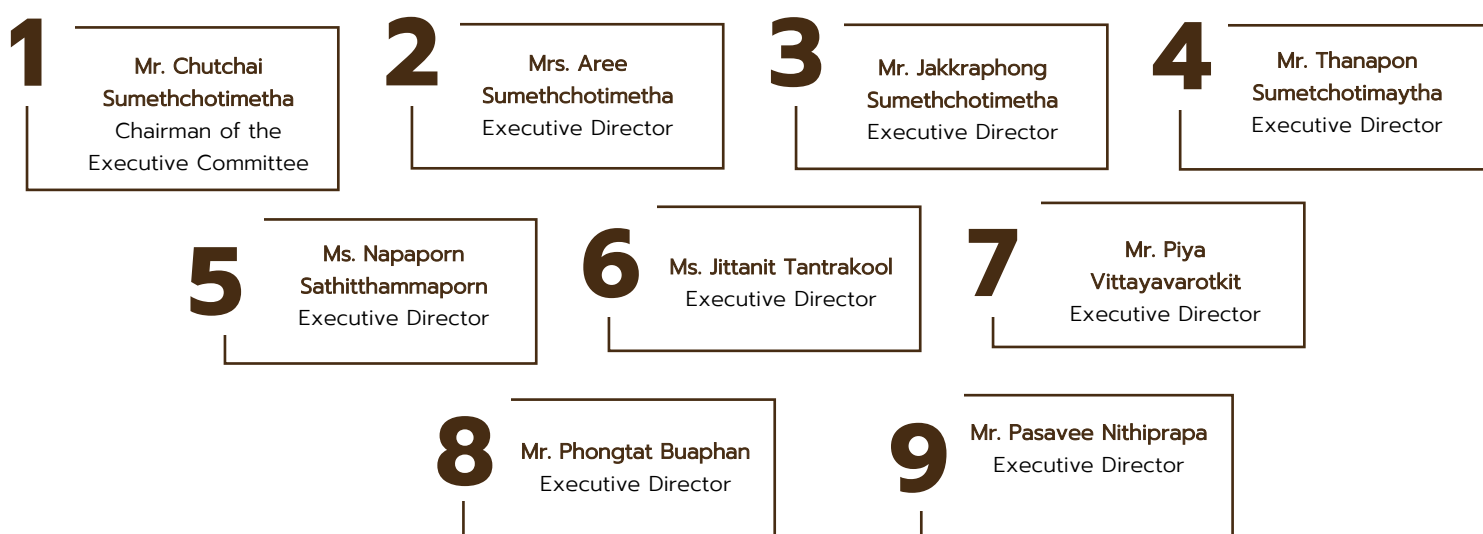 1
Mr. Chutchai
Sumethchotimetha
Chairman of the
Executive Committee
2
Mrs. Aree
Sumethchotimetha
Executive Director
3
Mr. Jakkraphong
Sumethchotimetha
Executive Director
4
Mr. Thanapon
Sumetchotimaytha
Executive Director
5
Ms. Napaporn
Sathitthammaporn
Executive Director
6
Ms. Jittanit Tantrakool
Executive Director
7
Mr. Piya
Vittayavarotkit
Executive Director
8
Mr. Phongtat Buaphan
Executive Director
9
Mr. Pasavee Nithiprapa
Executive Director